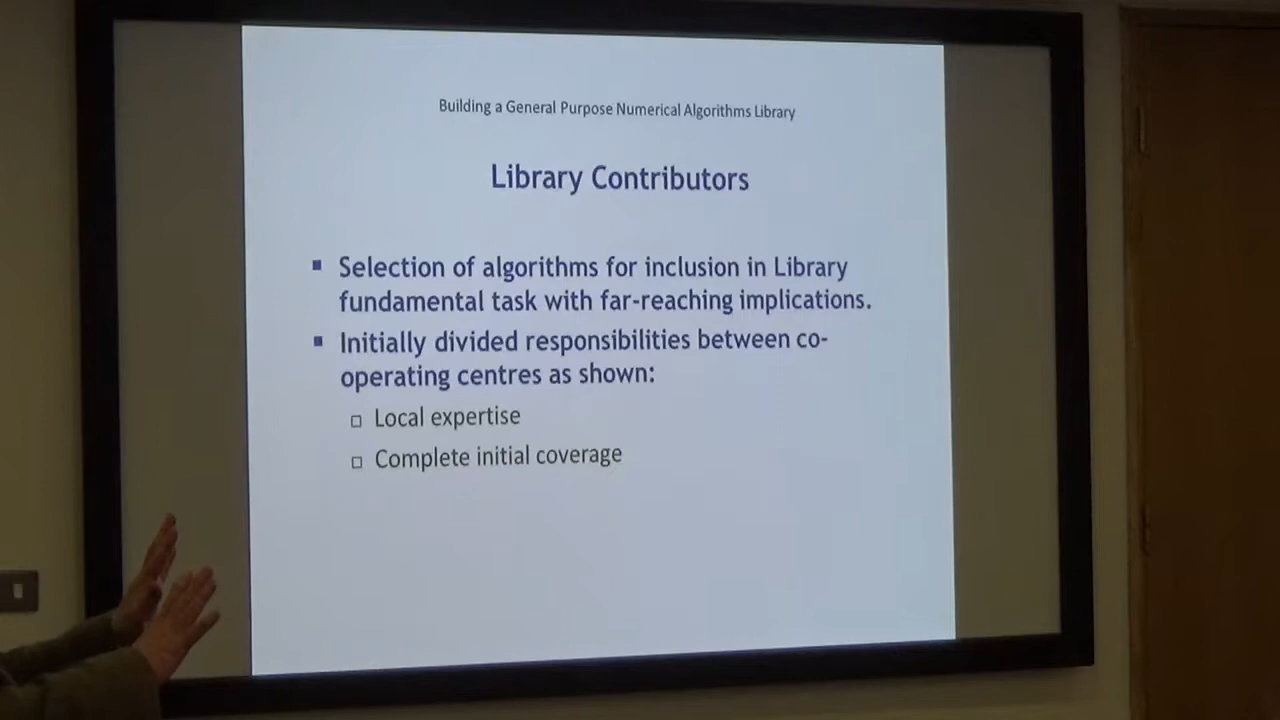 Building a General Purpose Numerical Algorithms Library
Library Contributors
▪ Selection of algorithms for inclusion in Library
fundamental task with far-reaching implications.
▪ Initially divided responsibilities between co-
operating centres as shown:
□ Local expertise
□ Complete initial coverage